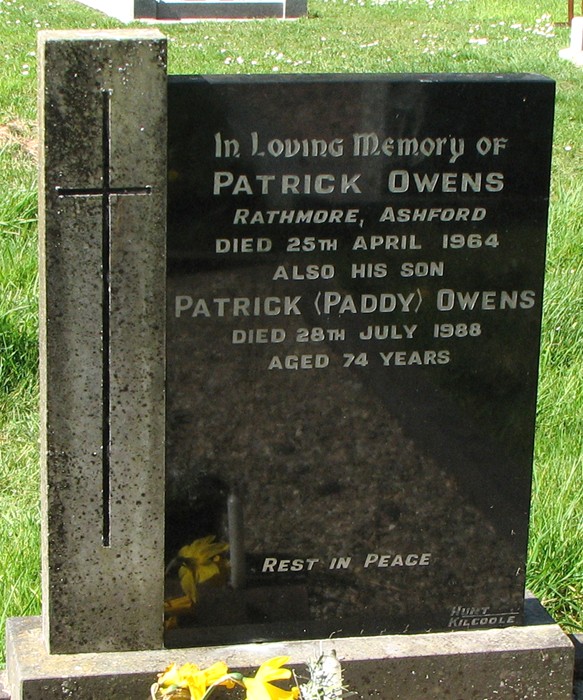 In Loving Memory of
PATRICK OWENS
RATHMORE, ASHFORD
DIED 25TH APRIL 1964
ALSO HIS SON
PATRICK (PADDY) OWENS
DIED 28TH JULY 1988
AGED 74 YEARS
REST IN PEACE
HUNT
KILCOOLE